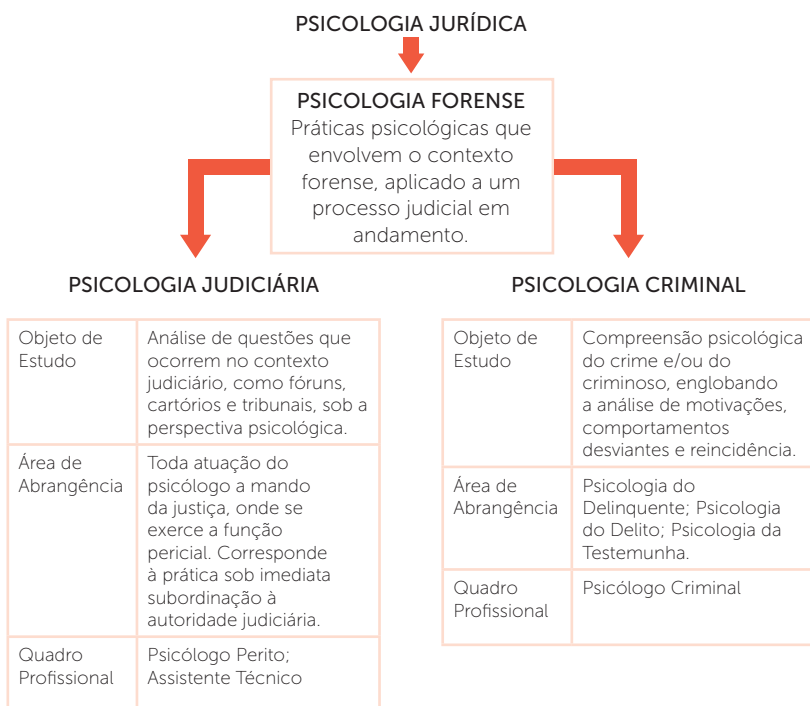 PSICOLOGIA JURÍDICA
PSICOLOGIA FORENSE
Práticas psicológicas que
envolvem o contexto
forense, aplicado a um
processo judicial em
andamento.
PSICOLOGIA JUDICIÁRIA
Objeto de
Estudo
Análise de questões que
ocorrem no contexto
judiciário, como fóruns,
cartórios e tribunais, sob a
perspectiva psicológica.
Área de
Abrangência
Toda atuação do
psicólogo a mando
da justiça, onde se
exerce a função
pericial. Corresponde
à prática sob imediata
subordinação à
autoridade judiciária.
Quadro
Profissional
Psicólogo Perito;
Assistente Técnico
PSICOLOGIA CRIMINAL
Objeto de
Estudo
Compreensão psicológica
do crime e/ou do
criminoso, englobando
a análise de motivações,
comportamentos
desviantes e reincidência.
Área de
Abrangência
Psicologia do
Delinquente; Psicologia
do Delito; Psicologia da
Testemunha.
Quadro
Profissional
Psicólogo Criminal